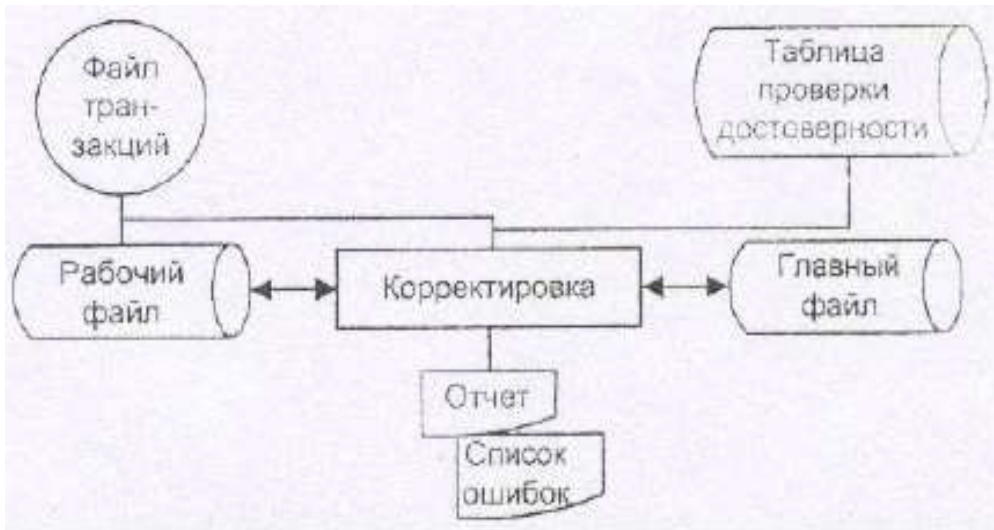 Файл
тран-
закций
Таблица
проверки
достоверности
Рабочий
файл
Корректировка
Главный
файл
Отчет
Список
ошибок